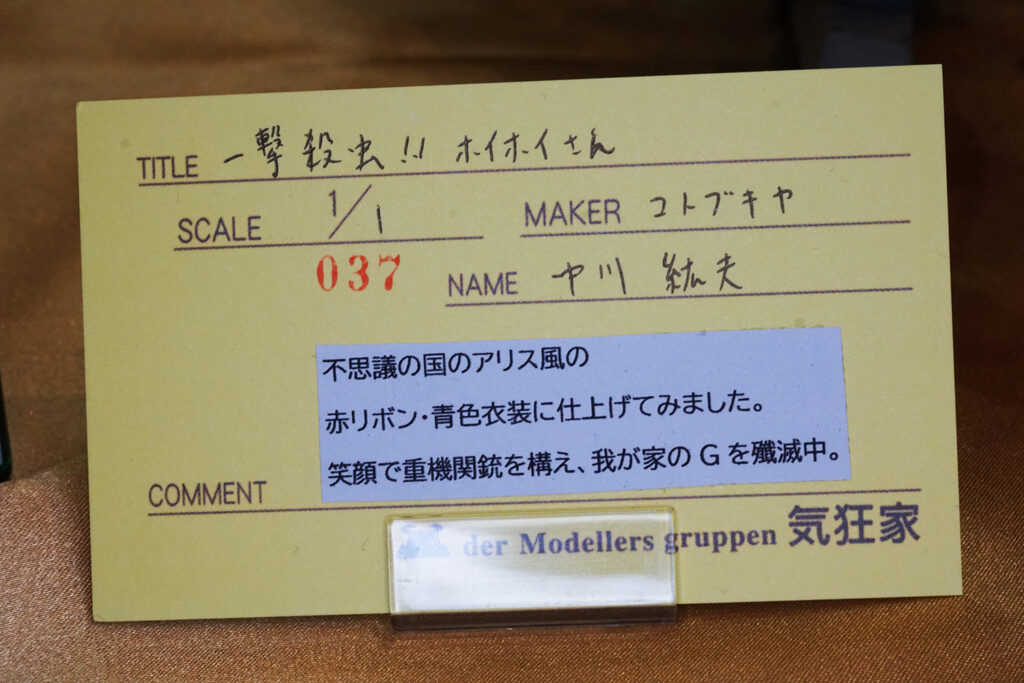 TITLE 一撃殺虫!! ホイホイさん
SCALE 1/1 MAKER コトブキヤ
037
NAME 中川 紘夫
不思議の国のアリス風の
赤リボン・青色衣装に仕上げてみました。
笑顔で重機関銃を構え、我が家のGを殲滅中。
COMMENT
der Modellers gruppen 気狂家